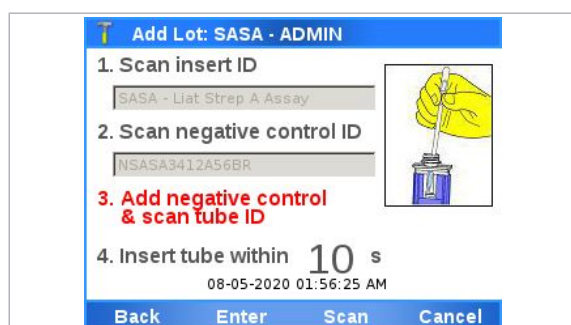 Add Lot: SASA - ADMIN
1. Scan insert ID
SASA - Liat Strep A Assay
2. Scan negative control ID
NSASA3412A56BR
3. Add negative control
& scan tube ID
4. Insert tube within 10 s
08-05-2020 01:56:25 AM
Back Enter Scan Cancel